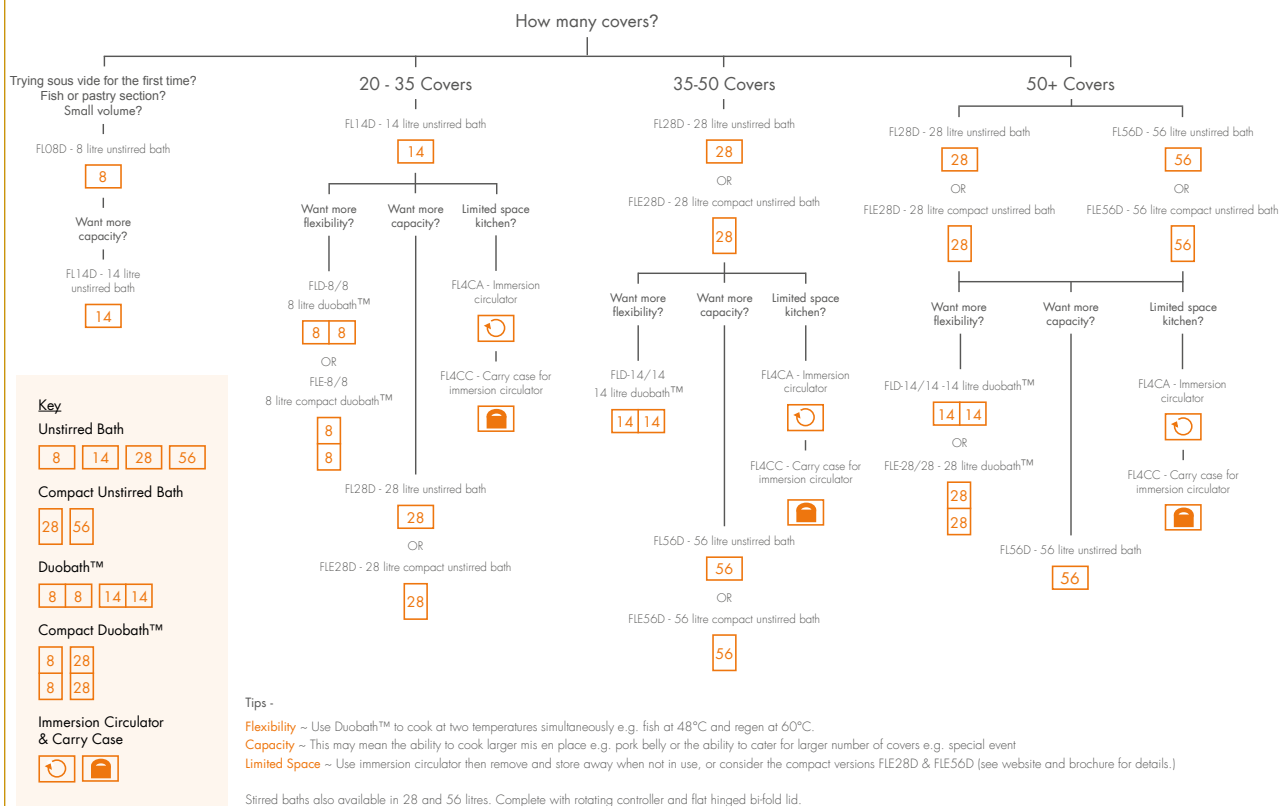 How many covers?
Trying sous vide for the first time?
Fish or pastry section?
Small volume?
FL08D - 8 litre unstirred bath
8
Want more
capacity?
FL14D - 14 litre
unstirred bath
14
20 - 35 Covers
FL14D - 14 litre unstirred bath
14
Want more
flexibility?
FLD-8/8
8 litre duobath™
8 8
OR
FLE-8/8
8 litre compact duobath™
8
8
Want more
capacity?
FL28D - 28 litre unstirred bath
28
OR
FLE28D - 28 litre compact unstirred bath
28
Limited space
kitchen?
FL4CA - Immersion
circulator
FL4CC - Carry case for
immersion circulator
35-50 Covers
FL28D - 28 litre unstirred bath
28
OR
FLE28D - 28 litre compact unstirred bath
28
Want more
flexibility?
FLD-14/14
14 litre duobath™
14 14
Want more
capacity?
FL56D - 56 litre unstirred bath
56
OR
FLE56D - 56 litre compact unstirred bath
56
Limited space
kitchen?
FL4CA - Immersion
circulator
FL4CC - Carry case for
immersion circulator
50+ Covers
FL28D - 28 litre unstirred bath
28
OR
FLE28D - 28 litre compact unstirred bath
28
FL56D - 56 litre unstirred bath
56
OR
FLE56D - 56 litre compact unstirred bath
56
Want more
flexibility?
FLD-14/14 -14 litre duobath™
14 14
OR
FLE-28/28 - 28 litre duobath™
28
28
Want more
capacity?
FL56D - 56 litre unstirred bath
56
Limited space
kitchen?
FL4CA - Immersion
circulator
FL4CC - Carry case for
immersion circulator
Key
Unstirred Bath
8 14 28 56
Compact Unstirred Bath
28 56
Duobath™
8 8 14 14
Compact Duobath™
8 28
8 28
Immersion Circulator
& Carry Case
Tips -
Flexibility ~ Use Duobath™ to cook at two temperatures simultaneously e.g. fish at 48°C and regen at 60°C.
Capacity ~ This may mean the ability to cook larger mis en place e.g. pork belly or the ability to cater for larger number of covers e.g. special event
Limited Space ~ Use immersion circulator then remove and store away when not in use, or consider the compact versions FLE28D & FLE56D (see website and brochure for details.)
Stirred baths also available in 28 and 56 litres. Complete with rotating controller and flat hinged bi-fold lid.